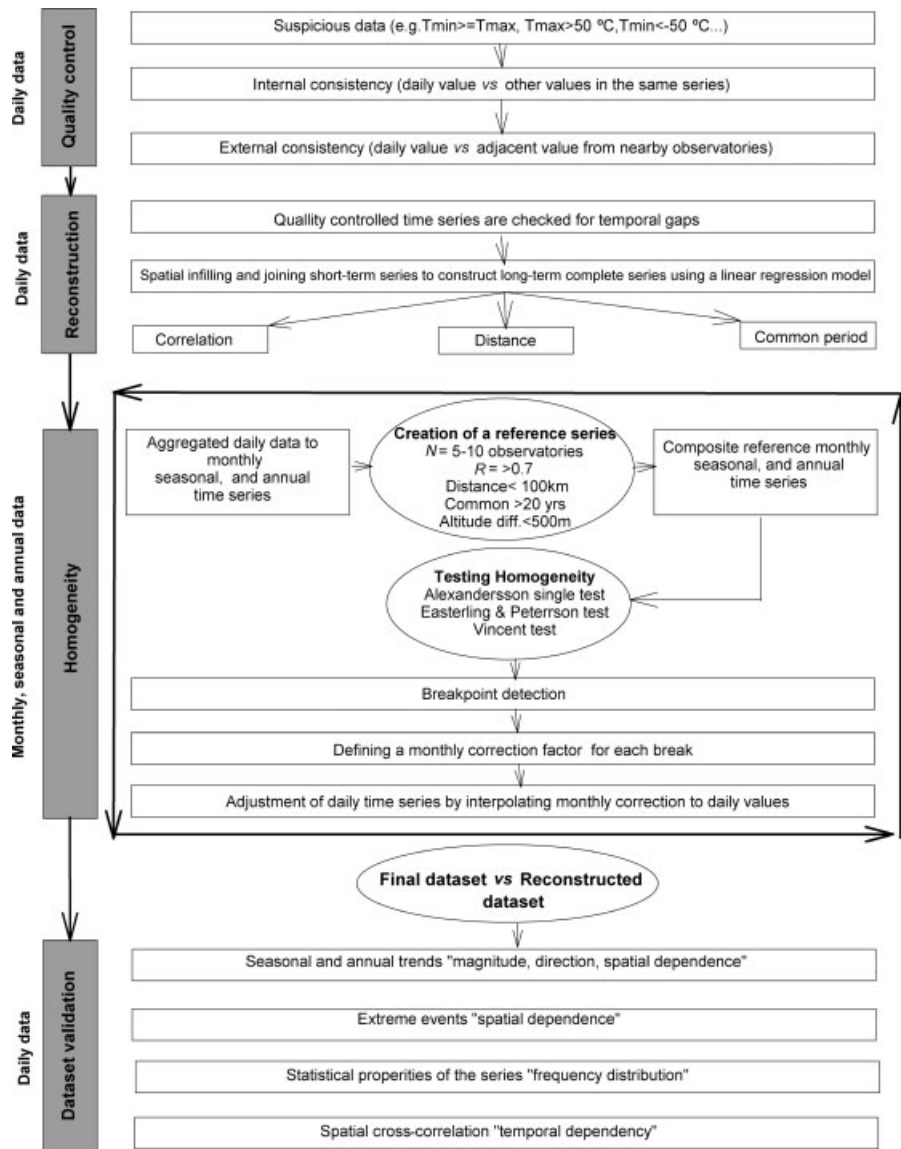 Daily data
Quality control
Suspicious data (e.g.Tmin>=Tmax, Tmax>50 ºC,Tmin<-50 ºC...)
Internal consistency (daily value vs other values in the same series)
External consistency (daily value vs adjacent value from nearby observatories)
Daily data
Reconstruction
Quallity controlled time series are checked for temporal gaps
Spatial infilling and joining short-term series to construct long-term complete series using a linear regression model
Correlation
Distance
Common period
Monthly, seasonal and annual data
Homogeneity
Aggregated daily data to
monthly
seasonal, and annual
time series
Creation of a reference series
N= 5-10 observatories
R = >0.7
Distance< 100km
Common >20 yrs
Altitude diff.<500m
Composite reference monthly
seasonal, and annual
time series
Testing Homogeneity
Alexandersson single test
Easterling & Peterrson test
Vincent test
Breakpoint detection
Defining a monthly correction factor for each break
Adjustment of daily time series by interpolating monthly correction to daily values
Final dataset vs Reconstructed
dataset
Daily data
Dataset validation
Seasonal and annual trends "magnitude, direction, spatial dependence"
Extreme events "spatial dependence"
Statistical properities of the series "frequency distribution"
Spatial cross-correlation "temporal dependency"